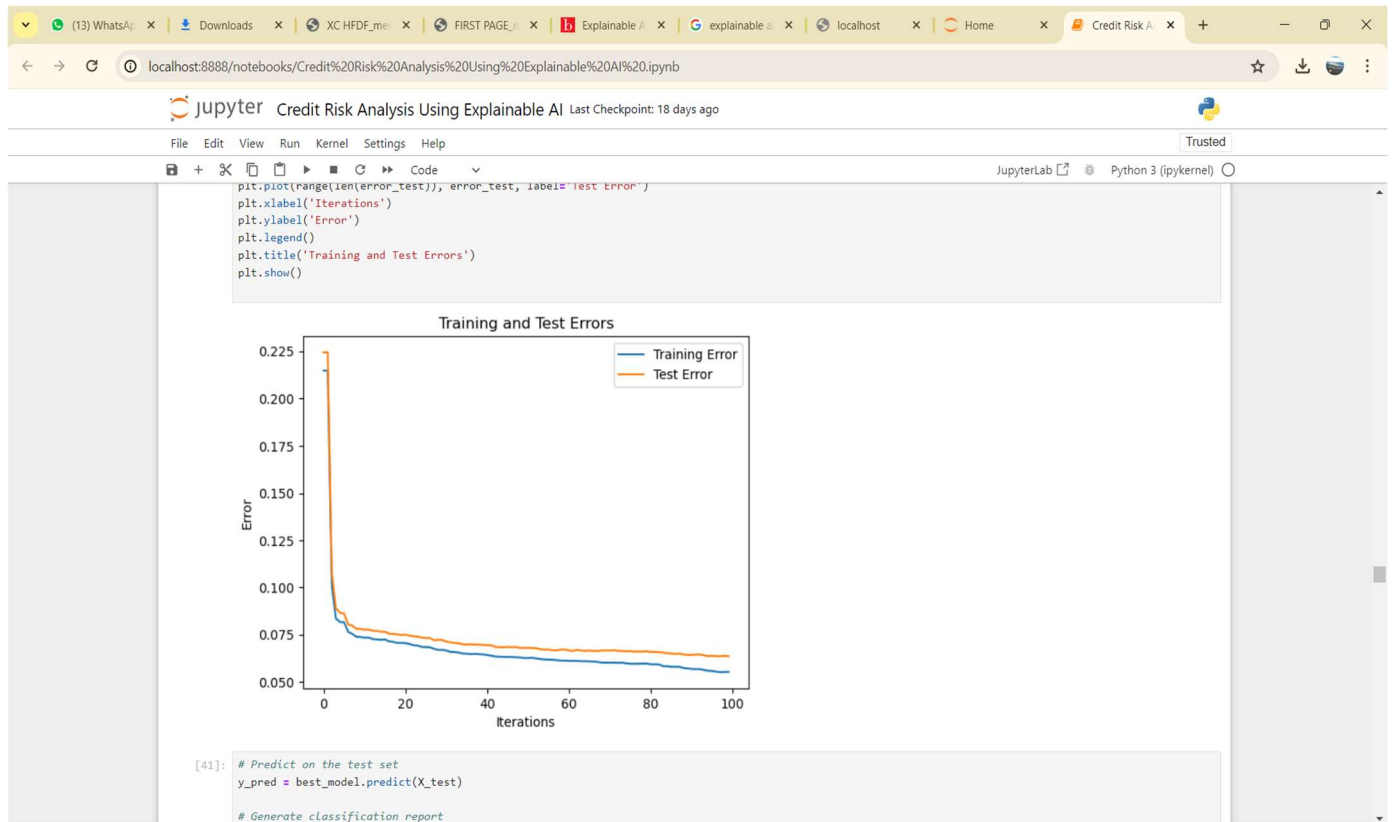 (13) WhatsAp
Downloads
XC HFDF_me
FIRST PAGE_
Explainable A
explainable a
localhost
Home
Credit Risk A
localhost:8888/notebooks/Credit%20Risk%20Analysis%20Using%20Explainable%20AI%20.ipynb
jupyter Credit Risk Analysis Using Explainable AI Last Checkpoint: 18 days ago
File Edit View Run Kernel Settings Help Trusted
Code JupyterLab Python 3 (ipykernel)
plt.plot(range(len(error_test)), error_test, label='Test Error')
plt.xlabel('Iterations')
plt.ylabel('Error')
plt.legend()
plt.title('Training and Test Errors')
plt.show()
Training and Test Errors
Training Error
Test Error
0.225
0.200
0.175
0.150
0.125
0.100
0.075
0.050
Error
0 20 40 60 80 100
Iterations
[41]: # Predict on the test set
y_pred = best_model.predict(X_test)
# Generate classification report